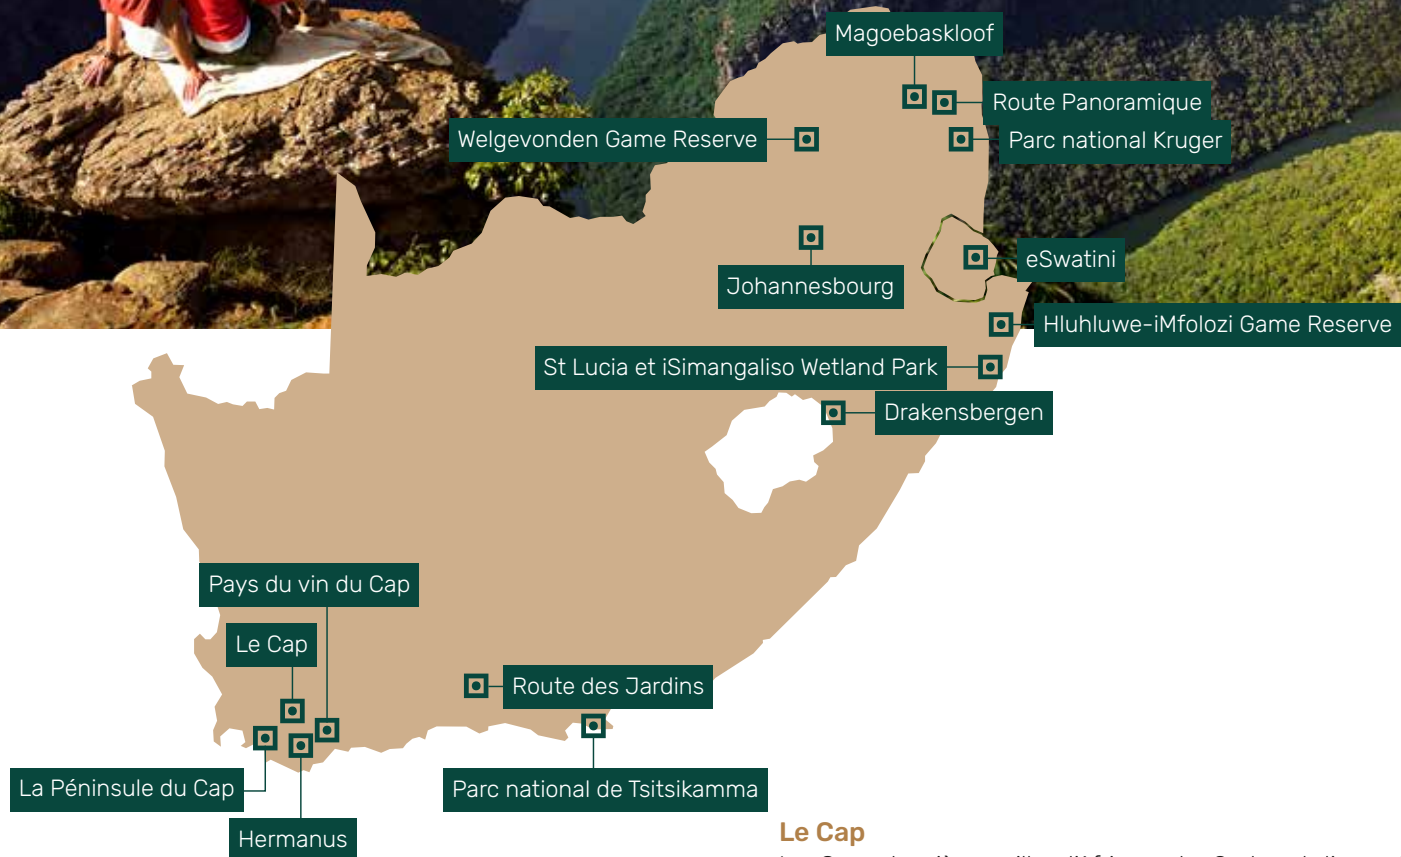 Magoebaskloof
Route Panoramique
Welgevonden Game Reserve
Parc national Kruger
eSwatini
Johannesbourg
Hluhluwe-iMfolozi Game Reserve
St Lucia et iSimangaliso Wetland Park
Drakensbergen
Pays du vin du Cap
Le Cap
Route des Jardins
La Péninsule du Cap
Parc national de Tsitsikamma
Hermanus
Le Cap